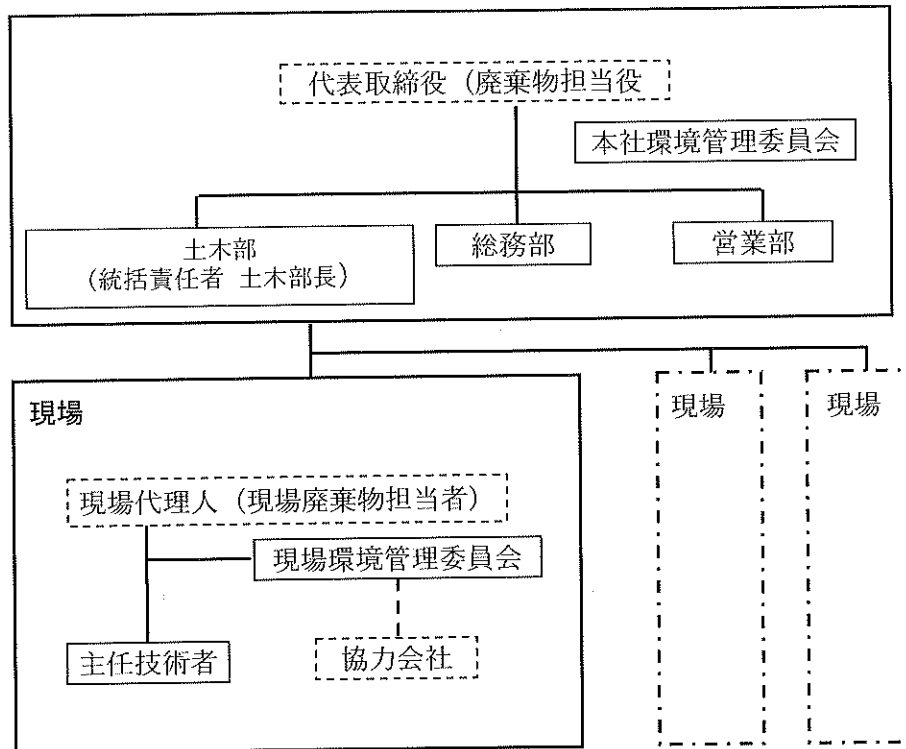 代表取締役（廃棄物担当役
本社環境管理委員会
土木部
（統括責任者 土木部長）
総務部
営業部
現場
現場代理人（現場廃棄物担当者）
現場環境管理委員会
主任技術者
協力会社
現場
現場